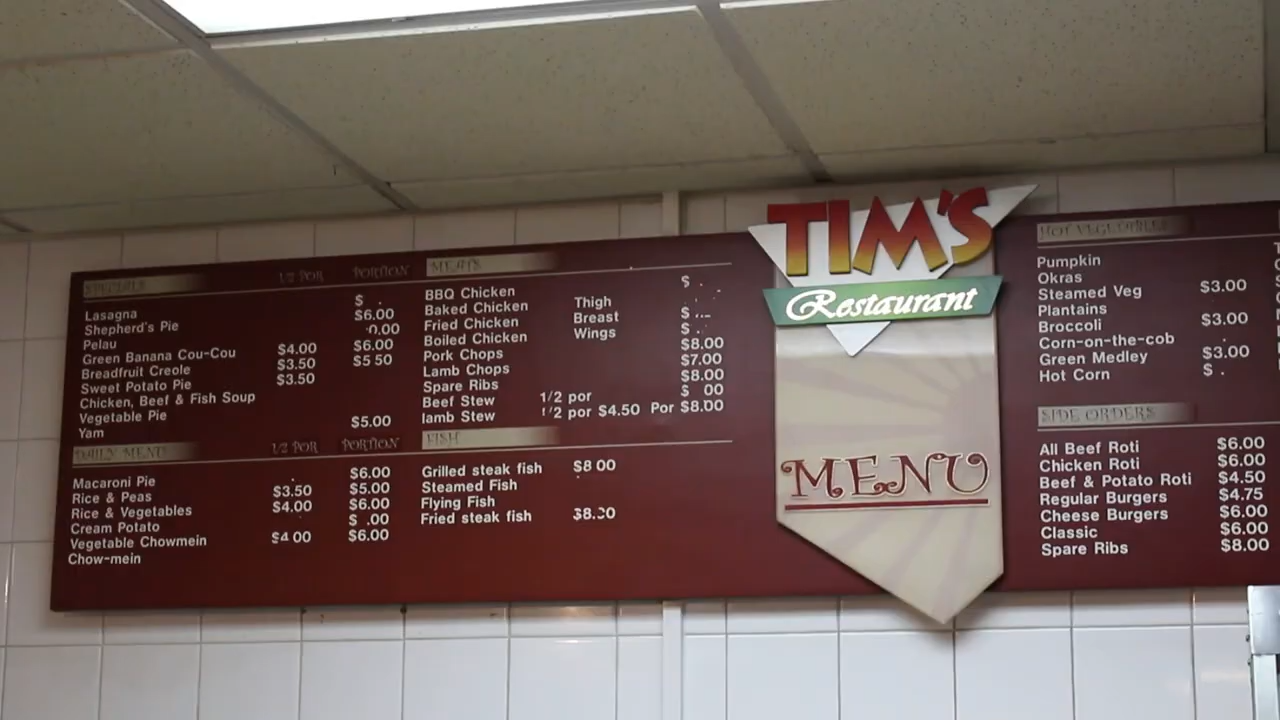 SPECIALS 1/2 POR PORTION
Lasagna $ .
Shepherd's Pie $6.00
Pelau 0.00
Green Banana Cou-Cou $4.00 $6.00
Breadfruit Creole $3.50 $5 50
Sweet Potato Pie $3.50
Chicken, Beef & Fish Soup
Vegetable Pie
Yam $5.00
DAILY MENU 1/2 POR PORTION
Macaroni Pie $6.00
Rice & Peas $3.50 $5.00
Rice & Vegetables $4.00 $6.00
Cream Potato $ .00
Vegetable Chowmein $4 00 $6.00
Chow-mein
MEATS
BBQ Chicken $ .
Baked Chicken Thigh
Fried Chicken Breast $
Boiled Chicken Wings $
Pork Chops $8.00
Lamb Chops $7.00
Spare Ribs $8.00
Beef Stew 1/2 por $ 00
lamb Stew 1/2 por $4.50 Por $8.00
FISH
Grilled steak fish $8 00
Steamed Fish
Flying Fish
Fried steak fish $8.00
TIM'S
Restaurant
MENU
HOT VEGETABLES
Pumpkin
Okras
Steamed Veg $3.00
Plantains
Broccoli $3.00
Corn-on-the-cob
Green Medley $3.00
Hot Corn $ .
SIDE ORDERS
All Beef Roti $6.00
Chicken Roti $6.00
Beef & Potato Roti $4.50
Regular Burgers $4.75
Cheese Burgers $6.00
Classic $6.00
Spare Ribs $8.00